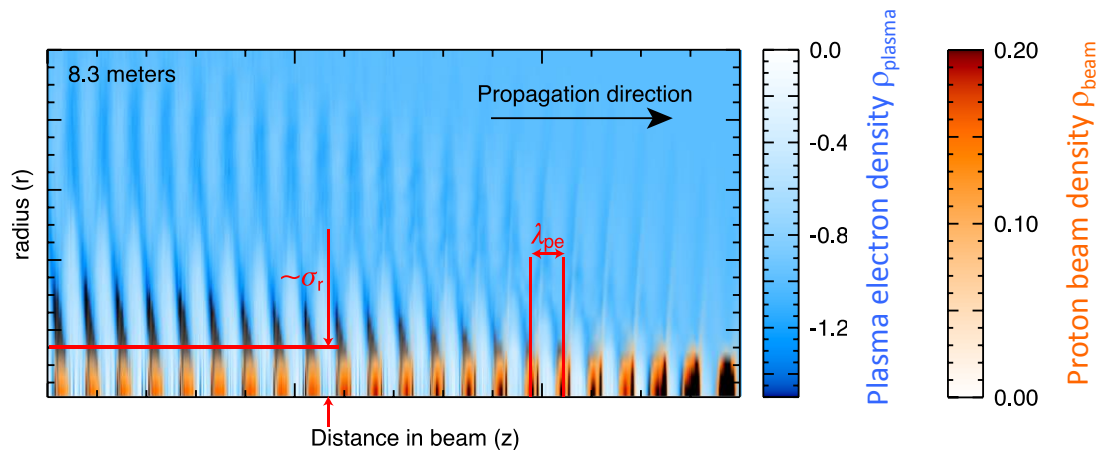 8.3 meters
Propagation direction
radius (r)
~σr
λpe
Distance in beam (z)
0.0
-0.4
-0.8
-1.2
Plasma electron density ρplasma
0.20
0.10
0.00
Proton beam density ρbeam